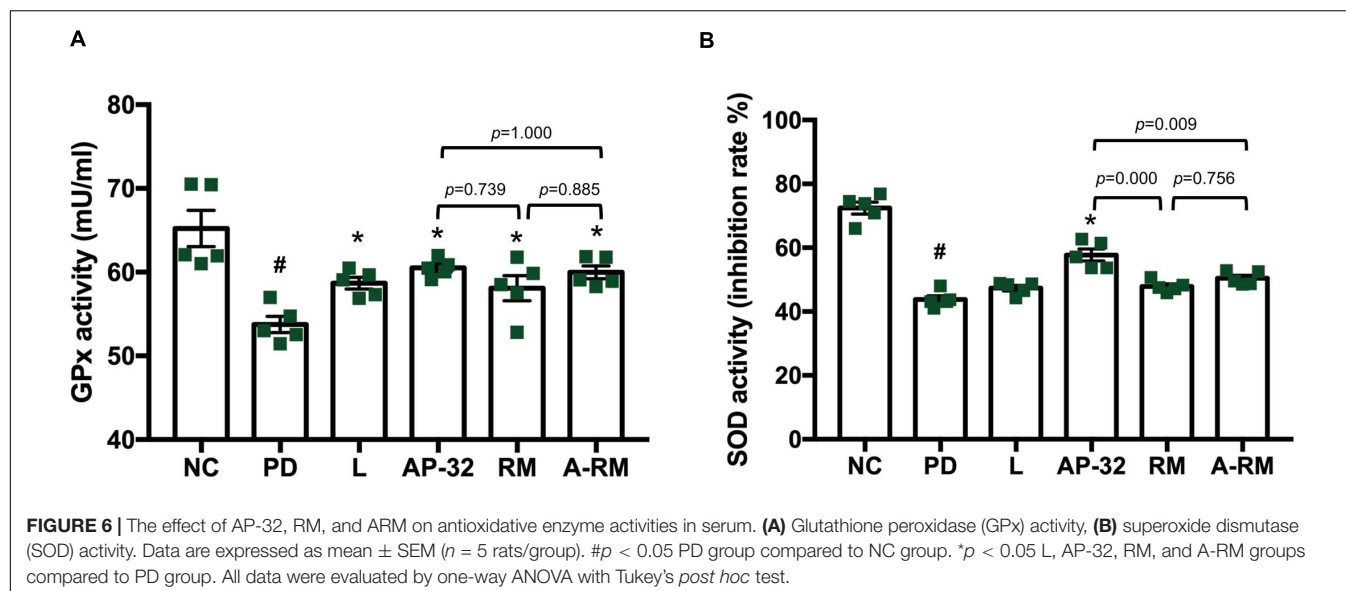 A
GPx activity (mU/ml)
80
70
60
50
40
#
*
*
*
*
p=1.000
p=0.739
p=0.885
NC PD L AP-32 RM A-RM
B
SOD activity (inhibition rate %)
100
80
60
40
20
0
#
*
p=0.009
p=0.000
p=0.756
NC PD L AP-32 RM A-RM
FIGURE 6 | The effect of AP-32, RM, and ARM on antioxidative enzyme activities in serum. (A) Glutathione peroxidase (GPx) activity, (B) superoxide dismutase
(SOD) activity. Data are expressed as mean ± SEM (n = 5 rats/group). #p < 0.05 PD group compared to NC group. *p < 0.05 L, AP-32, RM, and A-RM groups
compared to PD group. All data were evaluated by one-way ANOVA with Tukey's post hoc test.